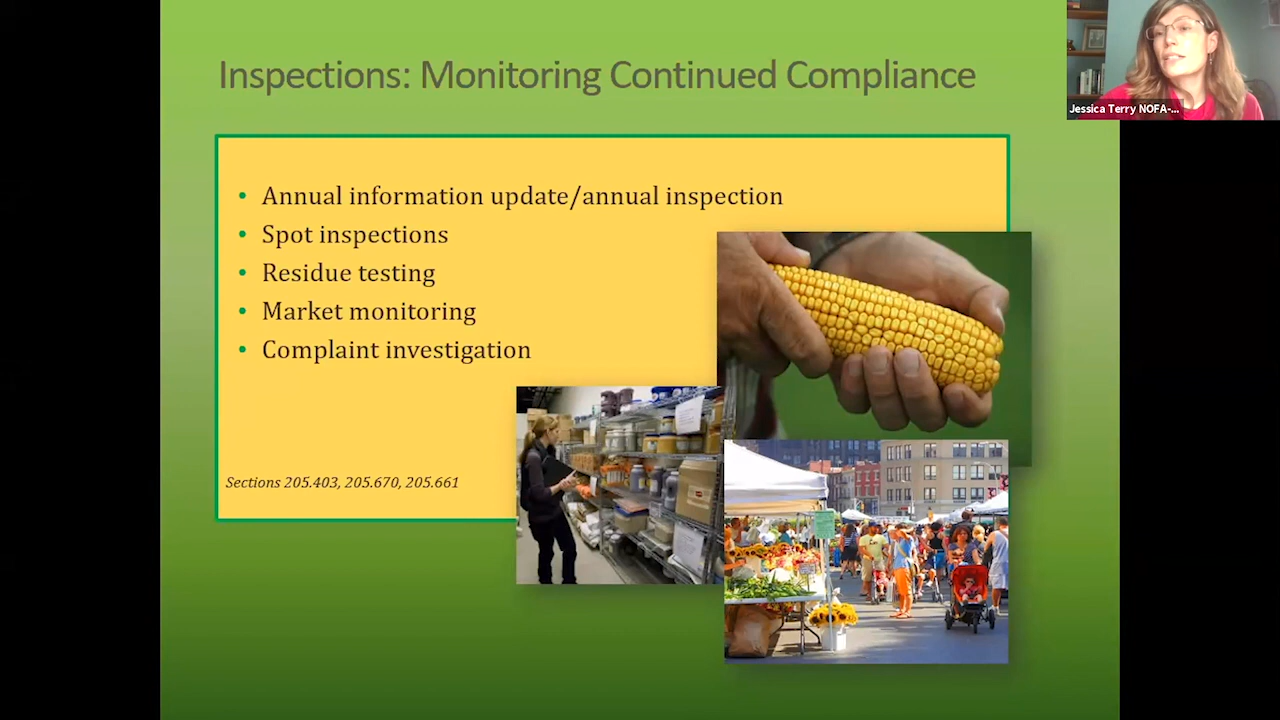 Inspections: Monitoring Continued Compliance
Jessica Terry NOFA-...
• Annual information update/annual inspection
• Spot inspections
• Residue testing
• Market monitoring
• Complaint investigation
Sections 205.403, 205.670, 205.661